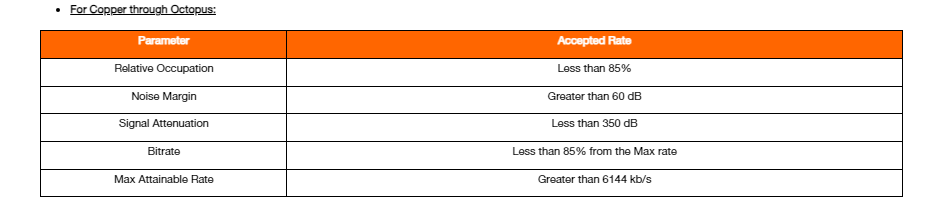 • For Copper through Octopus:
Parameter Accepted Rate
Relative Occupation Less than 85%
Noise Margin Greater than 60 dB
Signal Attenuation Less than 350 dB
Bitrate Less than 85% from the Max rate
Max Attainable Rate Greater than 6144 kb/s